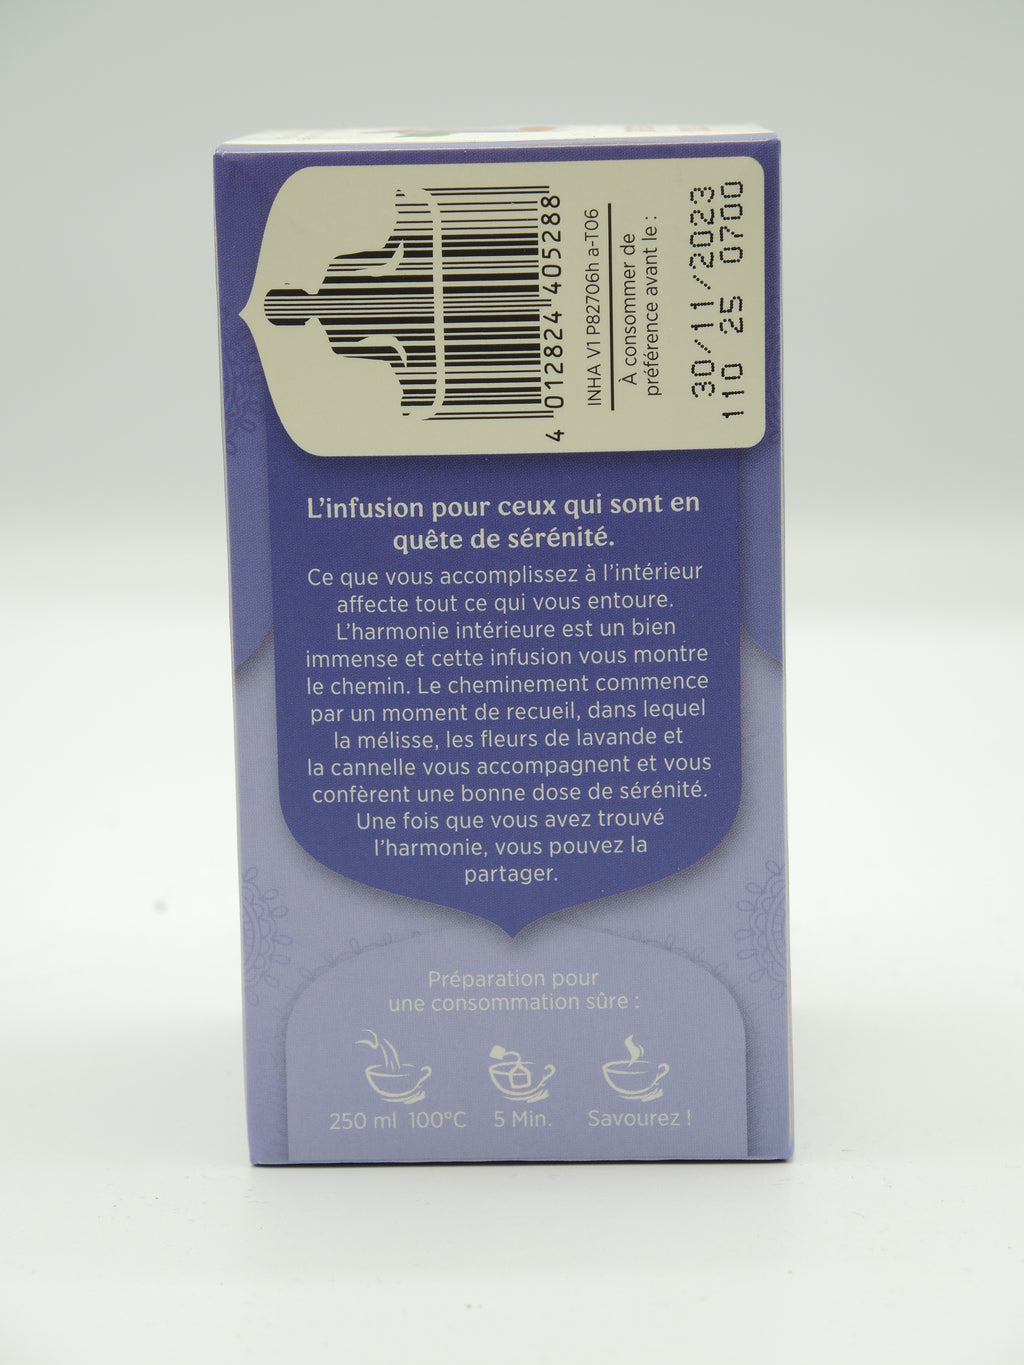 4 012824 405288
INHA V1 P82706h a-T06
À consommer de
préférence avant le :
30/11/2023
110 25 0700
L'infusion pour ceux qui sont en
quête de sérénité.
Ce que vous accomplissez à l'intérieur
affecte tout ce qui vous entoure.
L'harmonie intérieure est un bien
immense et cette infusion vous montre
le chemin. Le cheminement commence
par un moment de recueil, dans lequel
la mélisse, les fleurs de lavande et
la cannelle vous accompagnent et vous
confèrent une bonne dose de sérénité.
Une fois que vous avez trouvé
l'harmonie, vous pouvez la
partager.
Préparation pour
une consommation sûre :
250 ml 100°C 5 Min. Savourez !